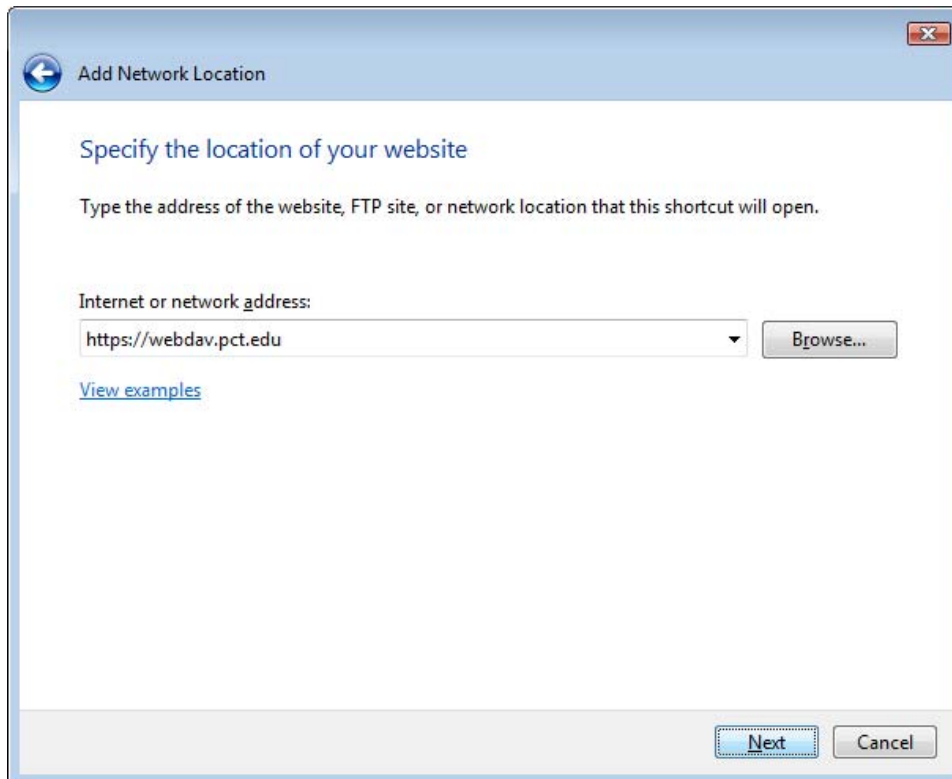 Add Network Location
Specify the location of your website
Type the address of the website, FTP site, or network location that this shortcut will open.
Internet or network address:
https://webdav.pct.edu
Browse...
View examples
Next
Cancel